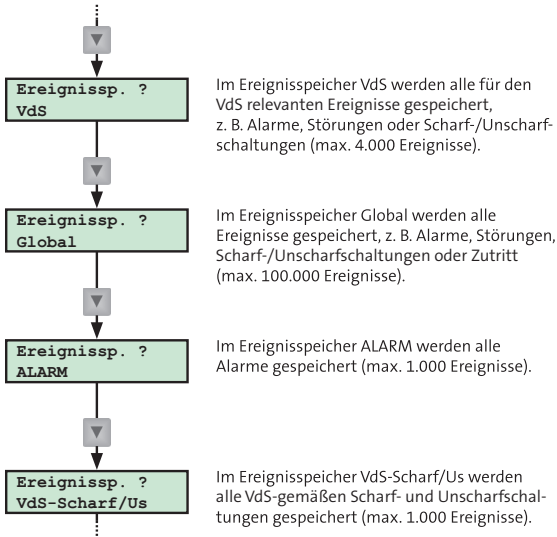 Ereignissp. ?
VdS
Im Ereignisspeicher VdS werden alle für den
VdS relevanten Ereignisse gespeichert,
z. B. Alarme, Störungen oder Scharf-/Unscharf-
schaltungen (max. 4.000 Ereignisse).
Ereignissp. ?
Global
Im Ereignisspeicher Global werden alle
Ereignisse gespeichert, z. B. Alarme, Störungen,
Scharf-/Unscharfschaltungen oder Zutritt
(max. 100.000 Ereignisse).
Ereignissp. ?
ALARM
Im Ereignisspeicher ALARM werden alle
Alarme gespeichert (max. 1.000 Ereignisse).
Ereignissp. ?
VdS-Scharf/Us
Im Ereignisspeicher VdS-Scharf/Us werden
alle VdS-gemäßen Scharf- und Unscharfschal-
tungen gespeichert (max. 1.000 Ereignisse).